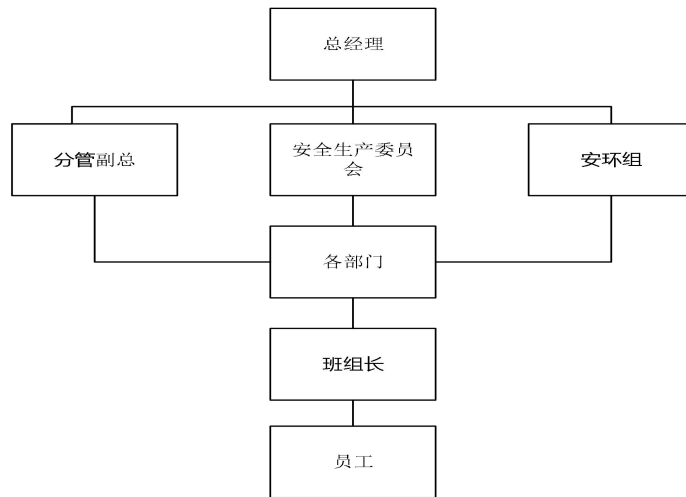 总经理
分管副总
安全生产委员
会
安环组
各部门
班组长
员工